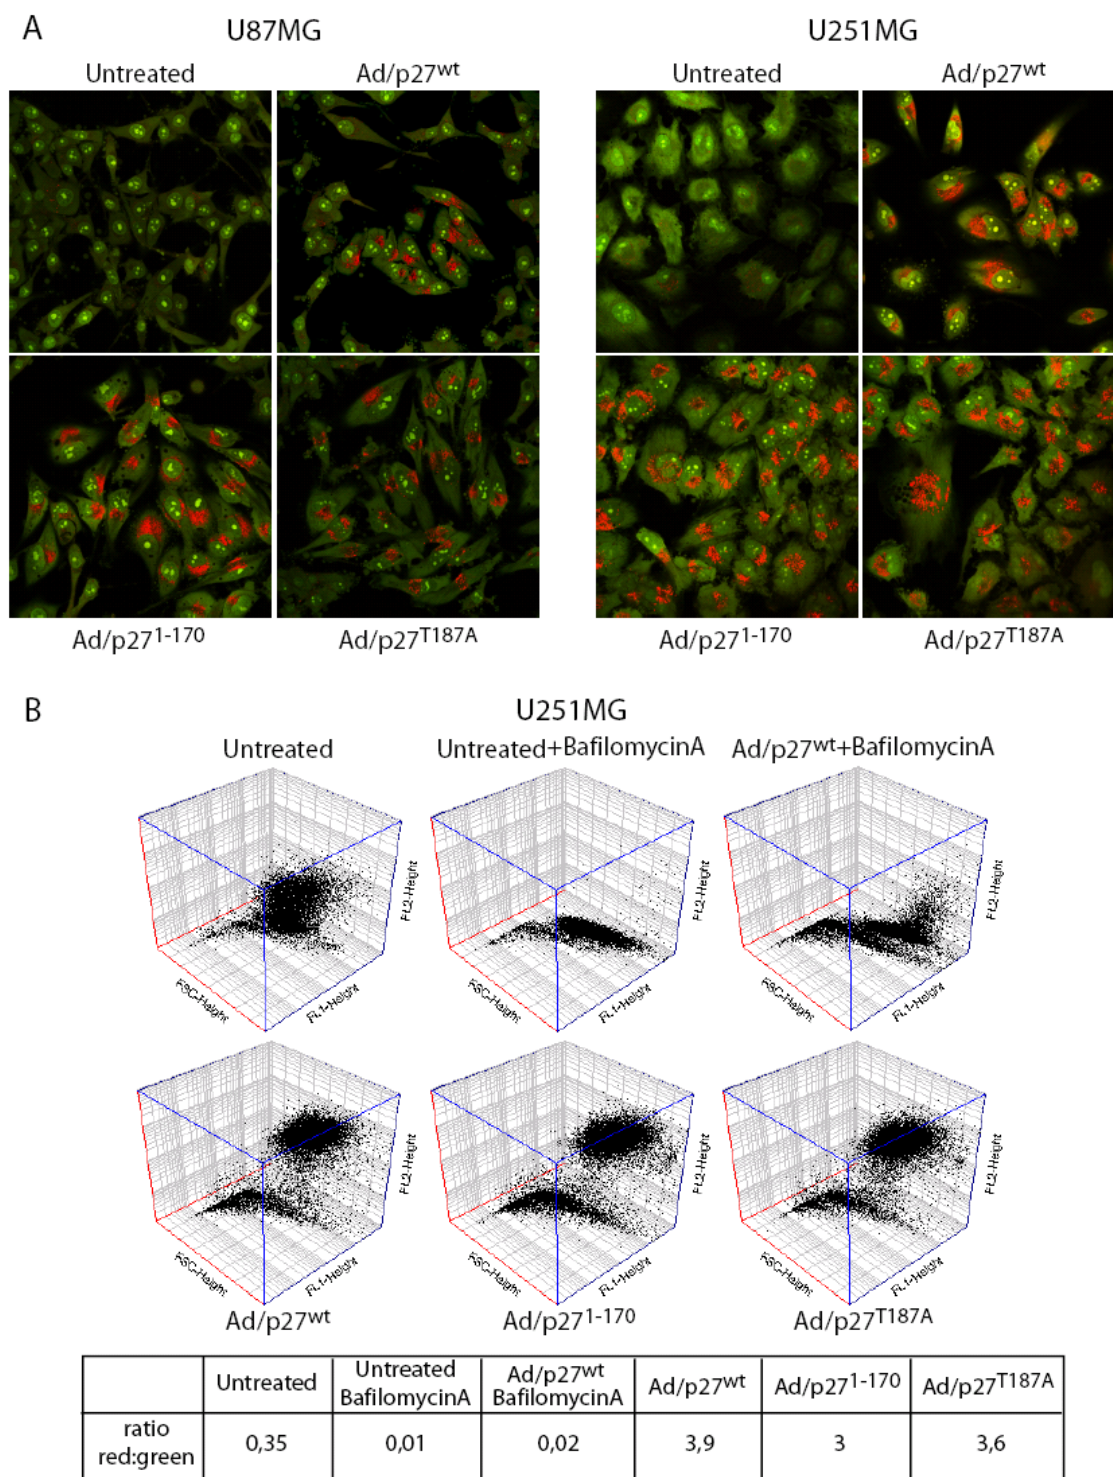 A
U87MG
U251MG
Untreated
Ad/p27wt
Untreated
Ad/p27wt
Ad/p271-170
Ad/p27T187A
Ad/p271-170
Ad/p27T187A
B
U251MG
Untreated
Untreated+BafilomycinA
Ad/p27wt+BafilomycinA
FSC-Height
FL1-Height
FL2-Height
FSC-Height
FL1-Height
FL2-Height
FSC-Height
FL1-Height
FL2-Height
FSC-Height
FL1-Height
FL2-Height
FSC-Height
FL1-Height
FL2-Height
FSC-Height
FL1-Height
FL2-Height
Ad/p27wt
Ad/p271-170
Ad/p27T187A
Untreated
Untreated BafilomycinA
Ad/p27wt BafilomycinA
Ad/p27wt
Ad/p271-170
Ad/p27T187A
ratio red:green
0,35
0,01
0,02
3,9
3
3,6